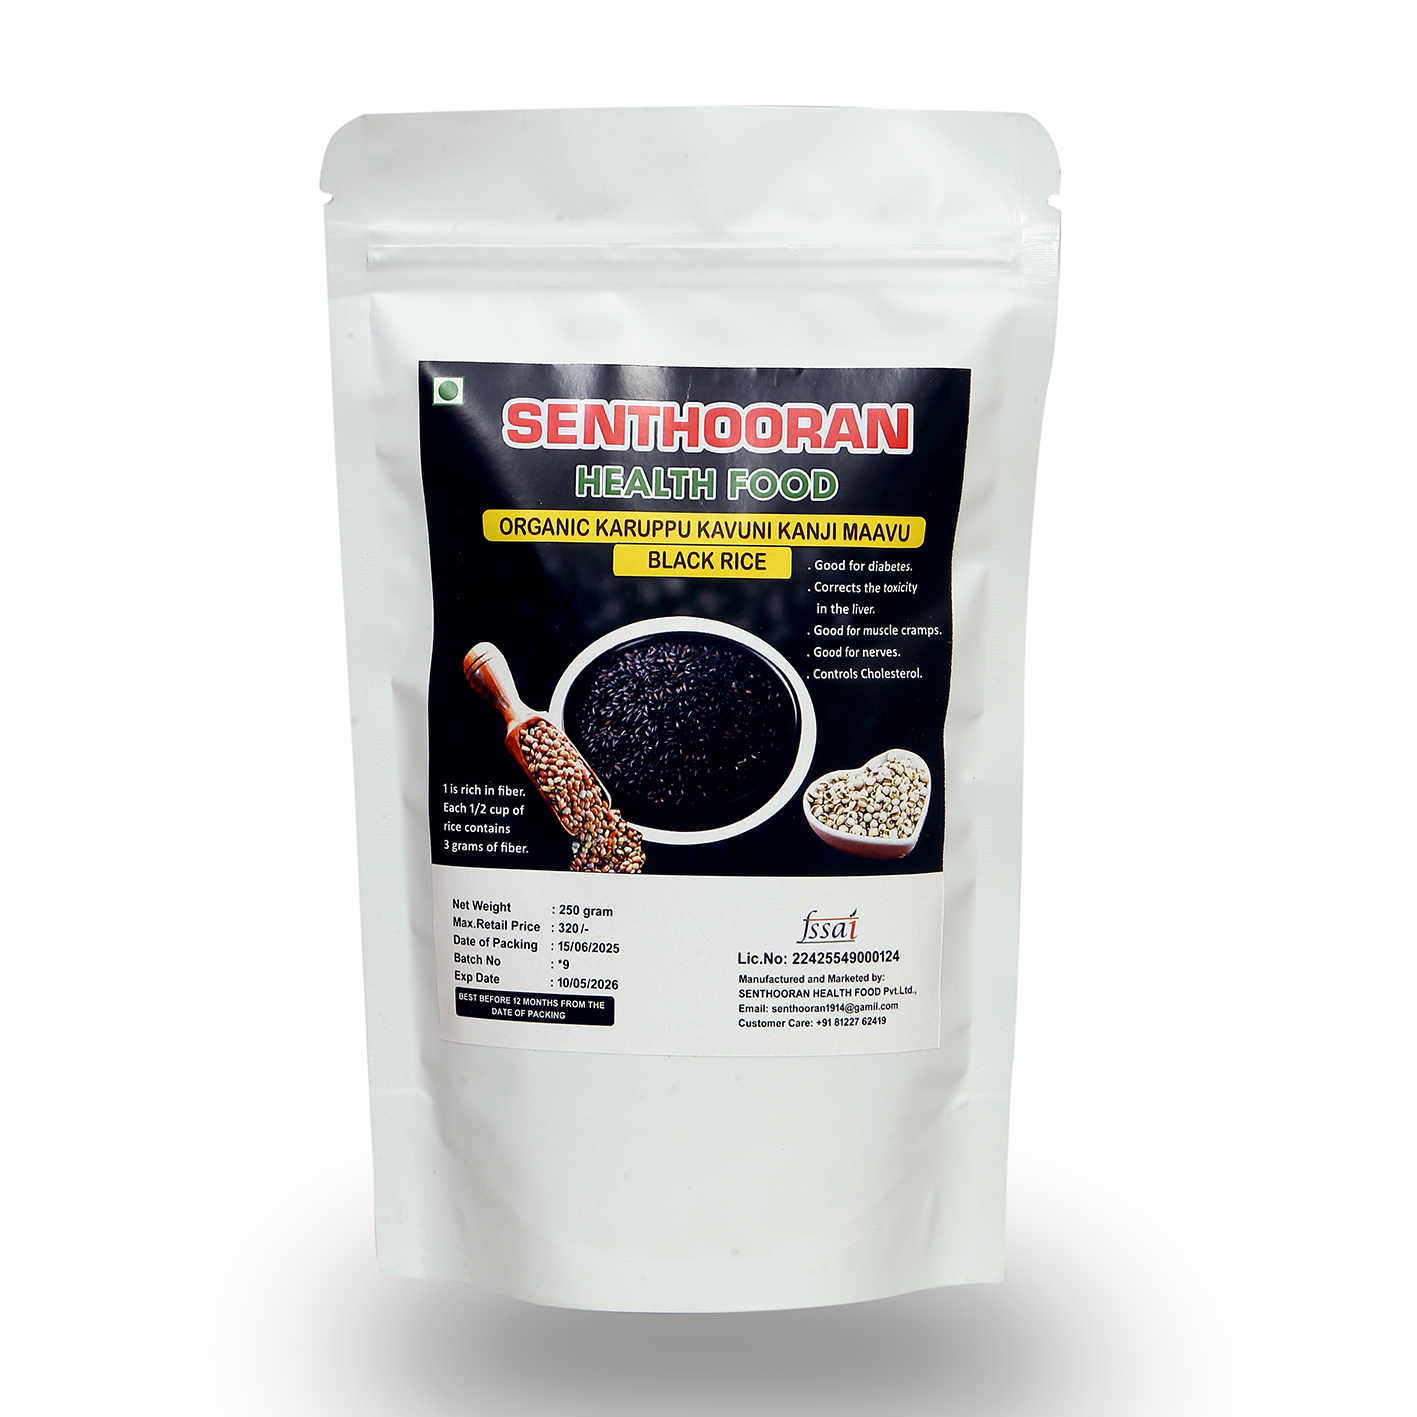 SENTHOORAN
HEALTH FOOD
ORGANIC KARUPPU KAVUNI KANJI MAAVU
BLACK RICE
. Good for diabetes.
. Corrects the toxicity
in the liver.
. Good for muscle cramps.
. Good for nerves.
. Controls Cholesterol.
1 is rich in fiber.
Each 1/2 cup of
rice contains
3 grams of fiber.
Net Weight : 250 gram
Max.Retail Price : 320/-
Date of Packing : 15/06/2025
Batch No : *9
Exp Date : 10/05/2026
BEST BEFORE 12 MONTHS FROM THE
DATE OF PACKING
fssai
Lic.No: 22425549000124
Manufactured and Marketed by:
SENTHOORAN HEALTH FOOD Pvt.Ltd.,
Email: senthooran1914@gamil.com
Customer Care: +91 81227 62419